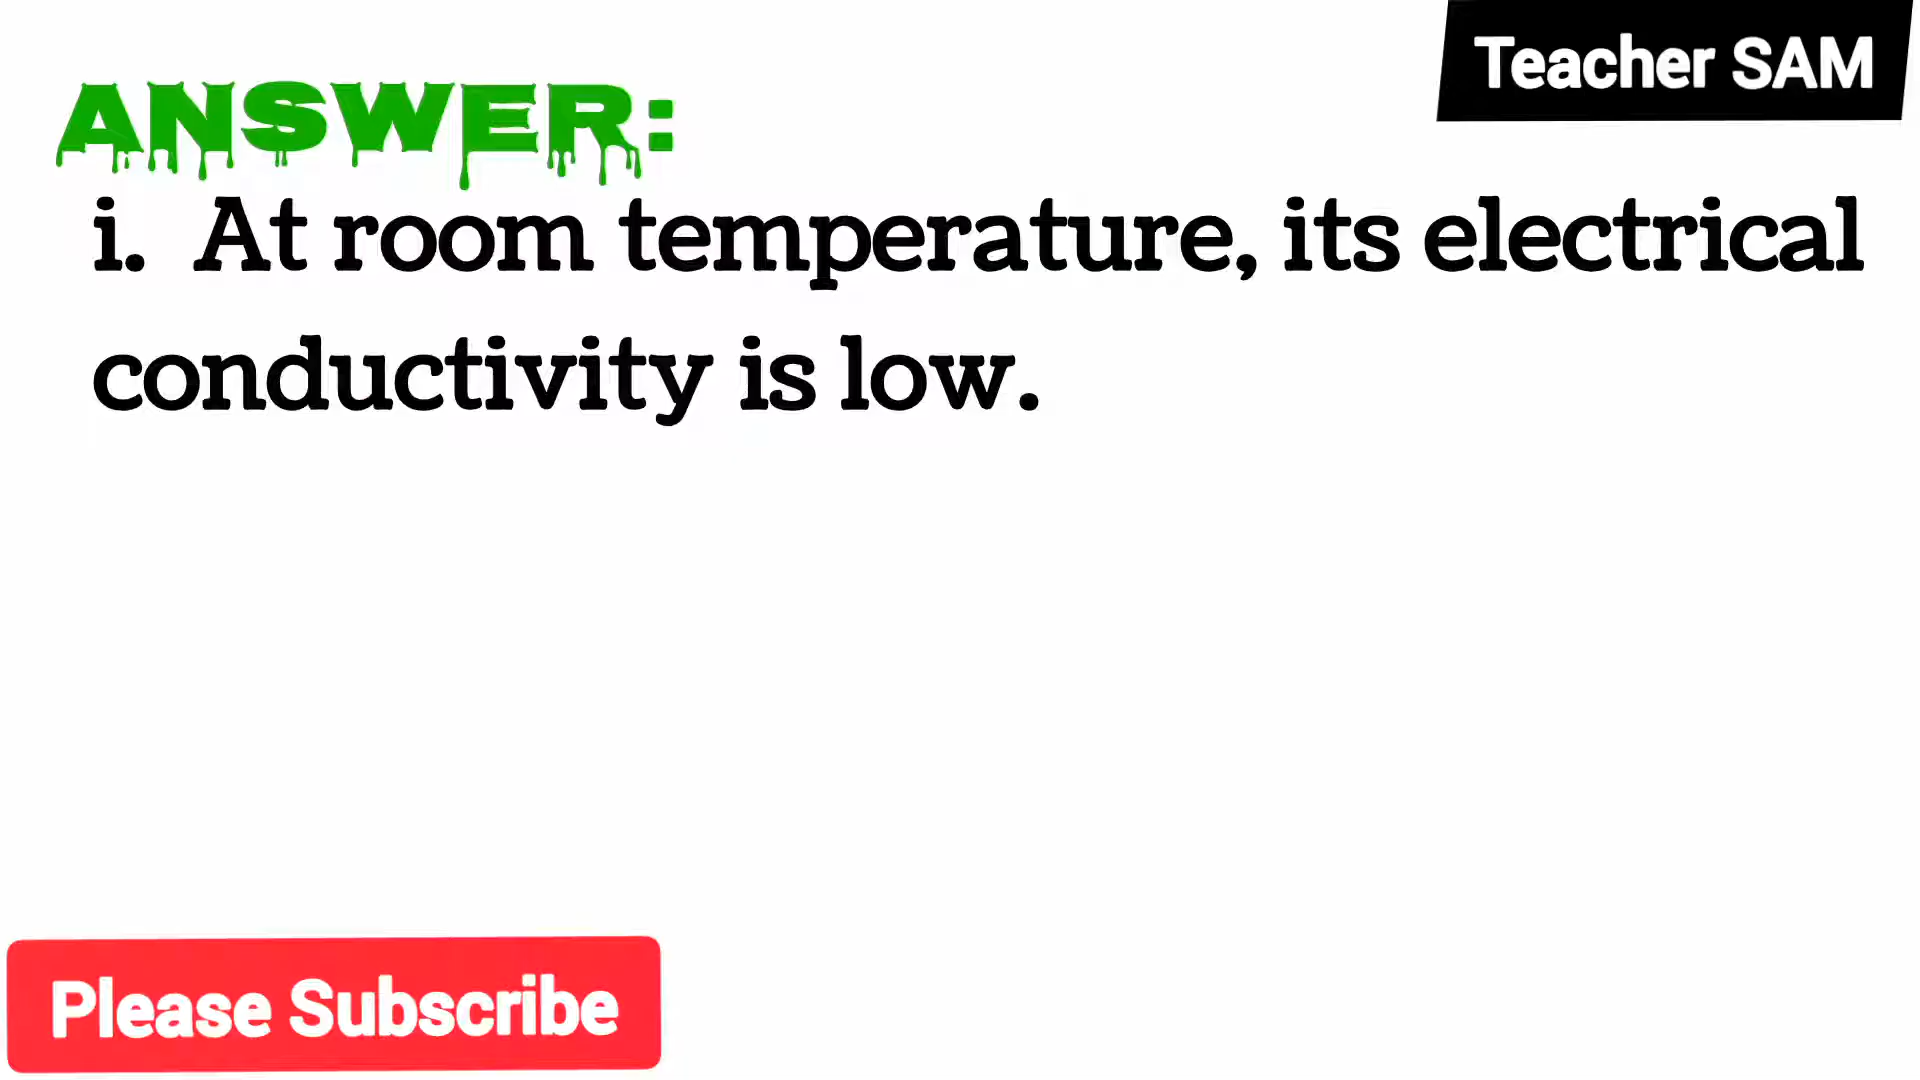 Teacher SAM
ANSWER:
i. At room temperature, its electrical
conductivity is low.
Please Subscribe